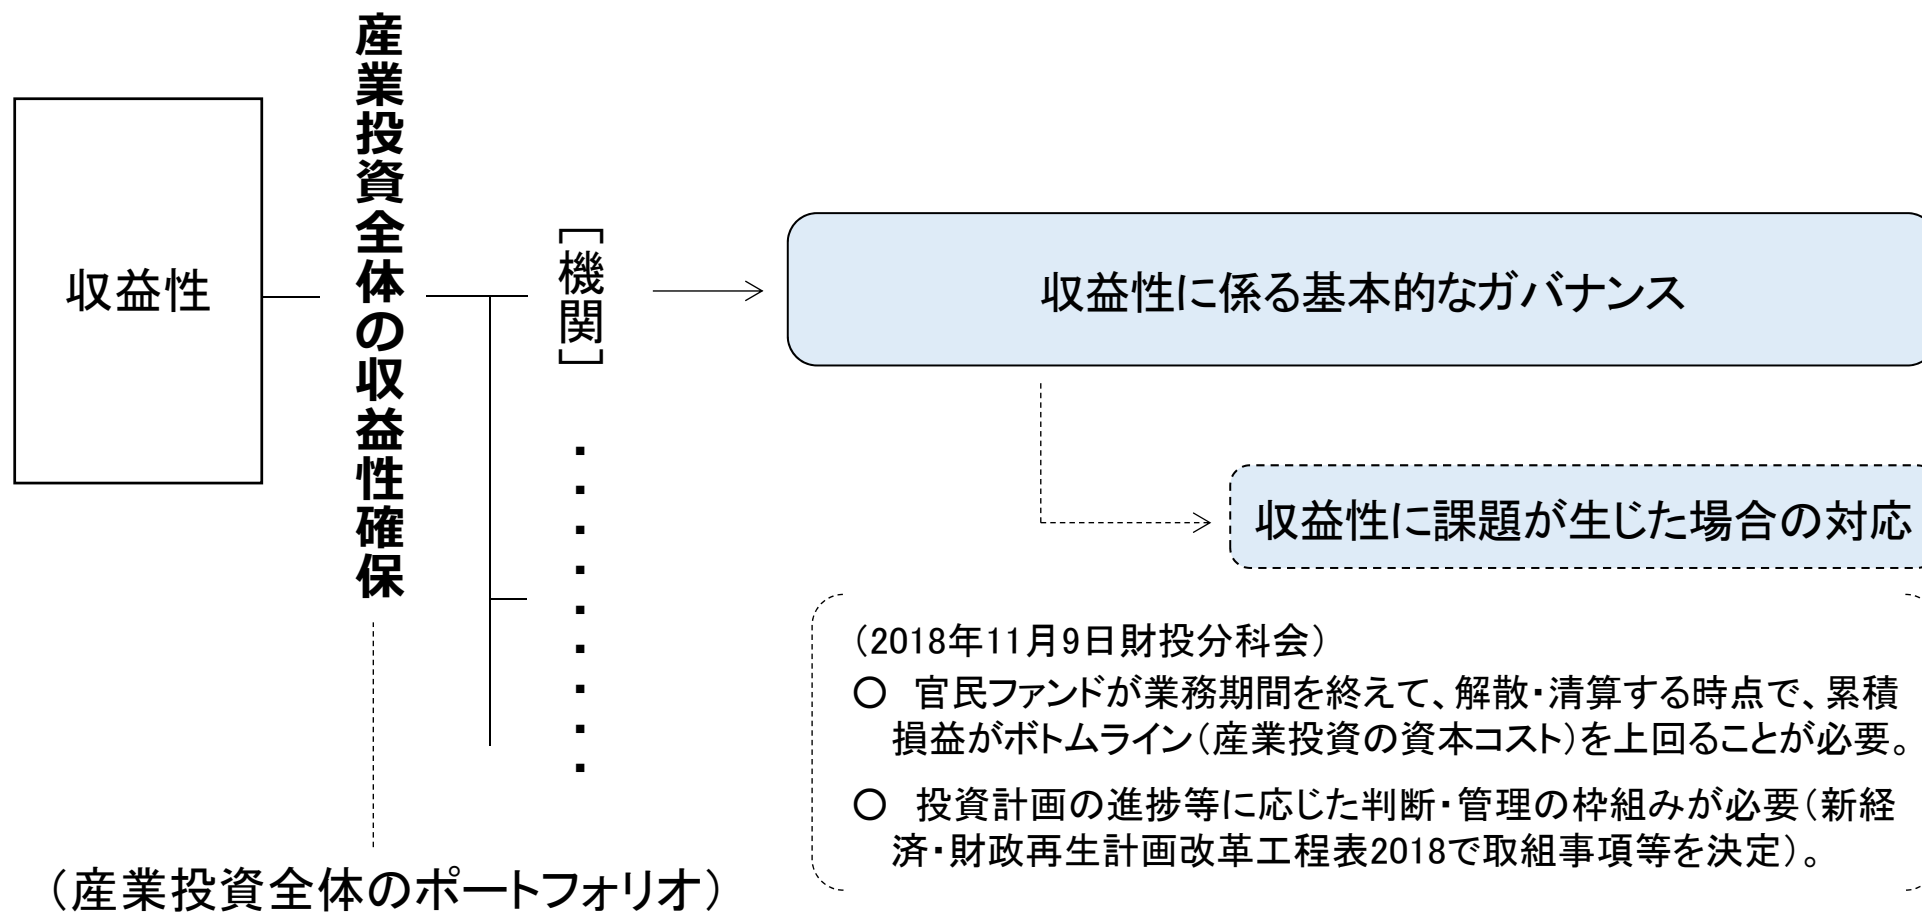 収益性
産業投資全体の収益性確保
［機関］
・・・・・・・・・
収益性に係る基本的なガバナンス
収益性に課題が生じた場合の対応
（2018年11月9日財投分科会）
○　官民ファンドが業務期間を終えて、解散・清算する時点で、累積
損益がボトムライン（産業投資の資本コスト）を上回ることが必要。
○　投資計画の進捗等に応じた判断・管理の枠組みが必要（新経
済・財政再生計画改革工程表2018で取組事項等を決定）。
（産業投資全体のポートフォリオ）